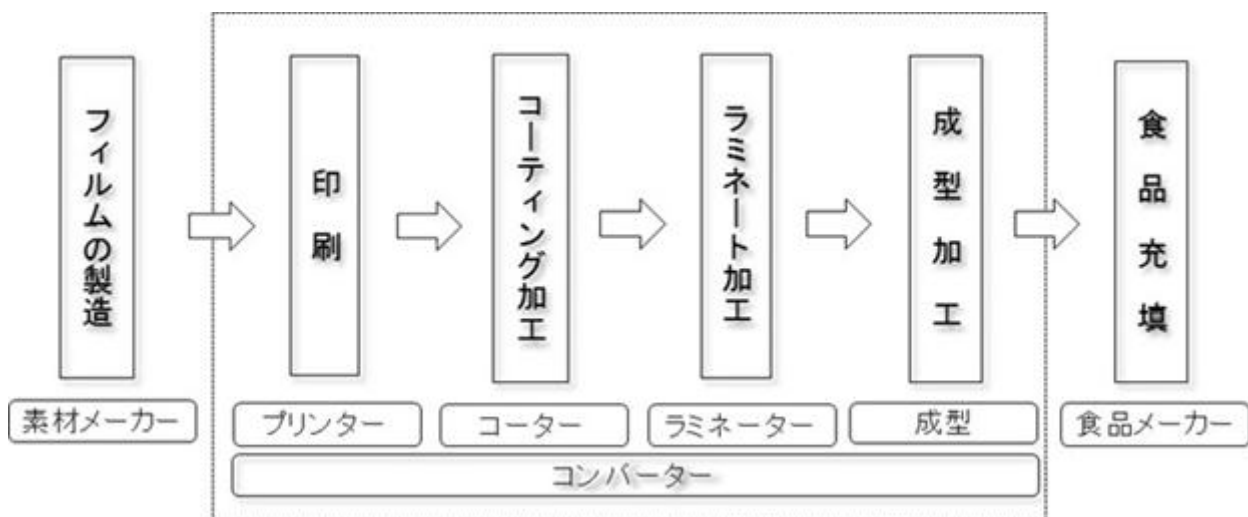 フィルムの製造
印刷
コーティング加工
ラミネート加工
成型加工
食品充填
素材メーカー
プリンター
コーター
ラミネーター
成型
食品メーカー
コンバーター